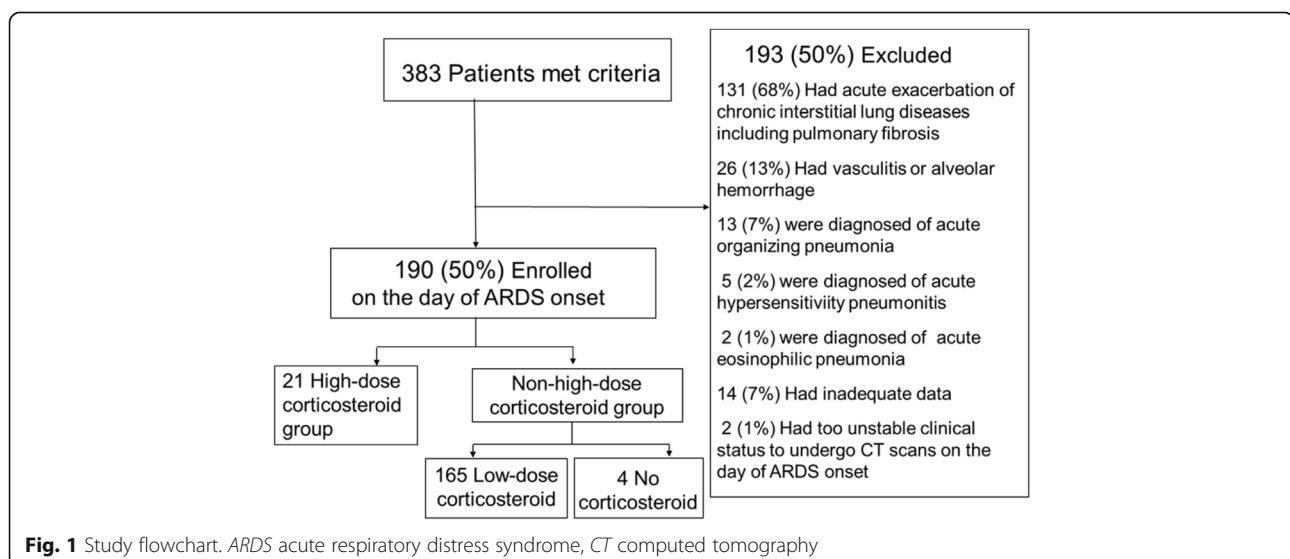 383 Patients met criteria
193 (50%) Excluded
131 (68%) Had acute exacerbation of
chronic interstitial lung diseases
including pulmonary fibrosis
26 (13%) Had vasculitis or alveolar
hemorrhage
13 (7%) were diagnosed of acute
organizing pneumonia
5 (2%) were diagnosed of acute
hypersensitiviity pneumonitis
2 (1%) were diagnosed of acute
eosinophilic pneumonia
14 (7%) Had inadequate data
2 (1%) Had too unstable clinical
status to undergo CT scans on the
day of ARDS onset
190 (50%) Enrolled
on the day of ARDS onset
21 High-dose
corticosteroid
group
Non-high-dose
corticosteroid group
165 Low-dose
corticosteroid
4 No
corticosteroid
Fig. 1 Study flowchart. ARDS acute respiratory distress syndrome, CT computed tomography